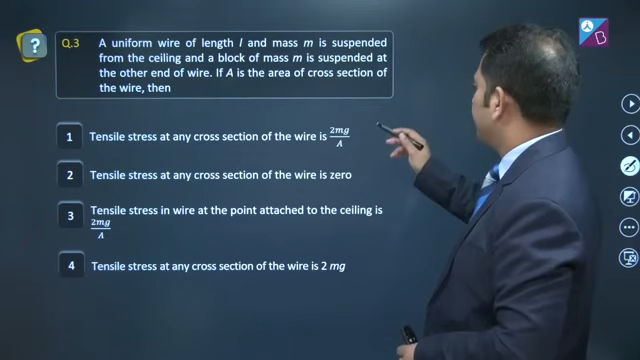 ?
Q.3 A uniform wire of length l and mass m is suspended
from the ceiling and a block of mass m is suspended at
the other end of wire. If A is the area of cross section of
the wire, then
1 Tensile stress at any cross section of the wire is 2mg/A
2 Tensile stress at any cross section of the wire is zero
3 Tensile stress in wire at the point attached to the ceiling is
2mg/A
4 Tensile stress at any cross section of the wire is 2 mg
A
B